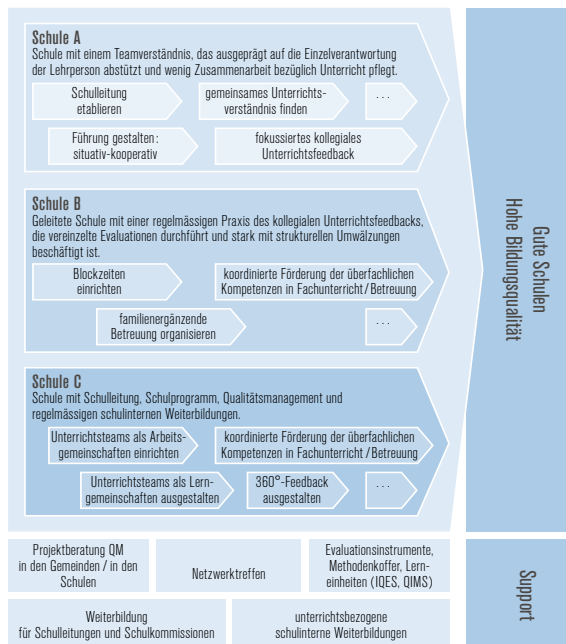 Schule A
Schule mit einem Teamverständnis, das ausgeprägt auf die Einzelverantwortung
der Lehrperson abstützt und wenig Zusammenarbeit bezüglich Unterricht pflegt.
Schulleitung
etablieren
gemeinsames Unterrichts-
verständnis finden
...
Führung gestalten:
situativ-kooperativ
fokussiertes kollegiales
Unterrichtsfeedback
Schule B
Geleitete Schule mit einer regelmässigen Praxis des kollegialen Unterrichtsfeedbacks,
die vereinzelte Evaluationen durchführt und stark mit strukturellen Umwälzungen
beschäftigt ist.
Blockzeiten
einrichten
koordinierte Förderung der überfachlichen
Kompetenzen in Fachunterricht/Betreuung
familienergänzende
Betreuung organisieren
...
Schule C
Schule mit Schulleitung, Schulprogramm, Qualitätsmanagement und
regelmässigen schulinternen Weiterbildungen.
Unterrichtsteams als Arbeits-
gemeinschaften einrichten
koordinierte Förderung der überfachlichen
Kompetenzen in Fachunterricht/Betreuung
Unterrichtsteams als Lern-
gemeinschaften ausgestalten
360°-Feedback
ausgestalten
...
Gute Schulen
Hohe Bildungsqualität
Projektberatung QM
in den Gemeinden / in den
Schulen
Netzwerktreffen
Evaluationsinstrumente,
Methodenkoffer, Lern-
einheiten (IQES, QIMS)
Weiterbildung
für Schulleitungen und Schulkommissionen
unterrichtsbezogene
schulinterne Weiterbildungen
Support